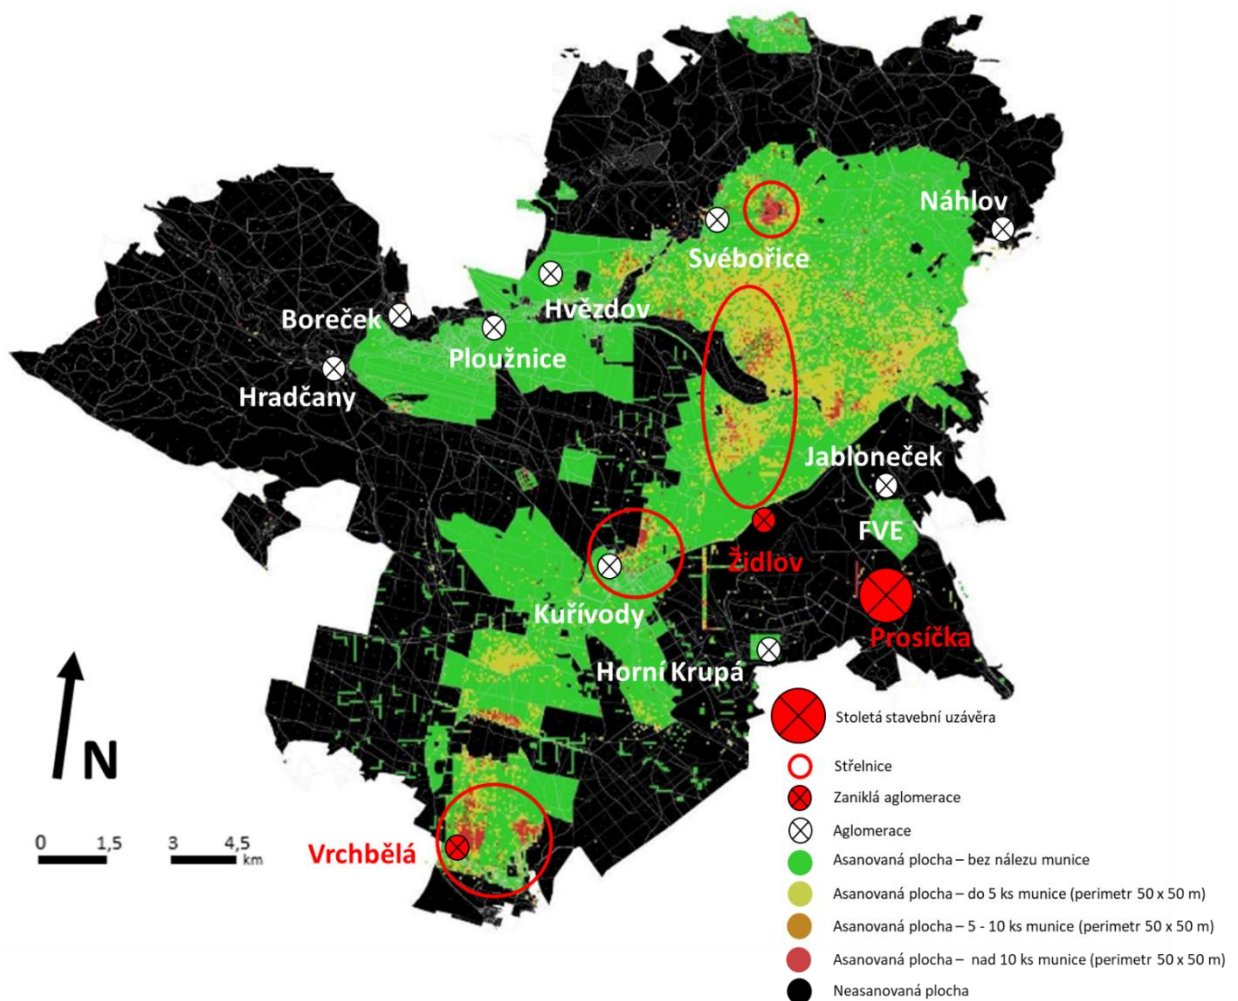 Náhlov
Svébořice
Hvězdov
Boreček
Ploužnice
Hradčany
Jabloneček
FVE
Židlov
Kuřívody
Prosíčka
Horní Krupá
N
0 1,5 3 4,5
km
Vrchbělá
Stoletá stavební uzávěra
Střelnice
Zaniklá aglomerace
Aglomerace
Asanovaná plocha – bez nálezu munice
Asanovaná plocha – do 5 ks munice (perimetr 50 x 50 m)
Asanovaná plocha – 5 - 10 ks munice (perimetr 50 x 50 m)
Asanovaná plocha – nad 10 ks munice (perimetr 50 x 50 m)
Neasanovaná plocha